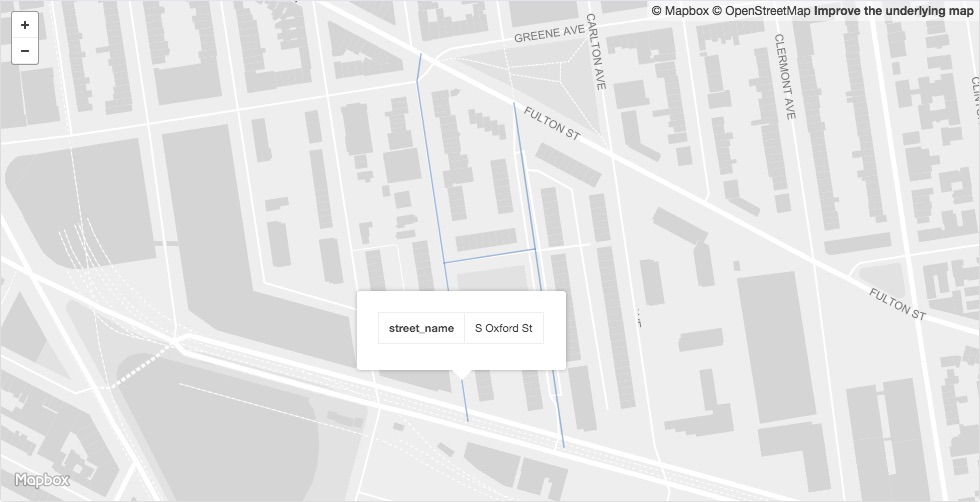 +
−
© Mapbox © OpenStreetMap Improve the underlying map
GREENE AVE
CARLTON AVE
CLERMONT AVE
FULTON ST
FULTON ST
street_name
S Oxford St
Mapbox